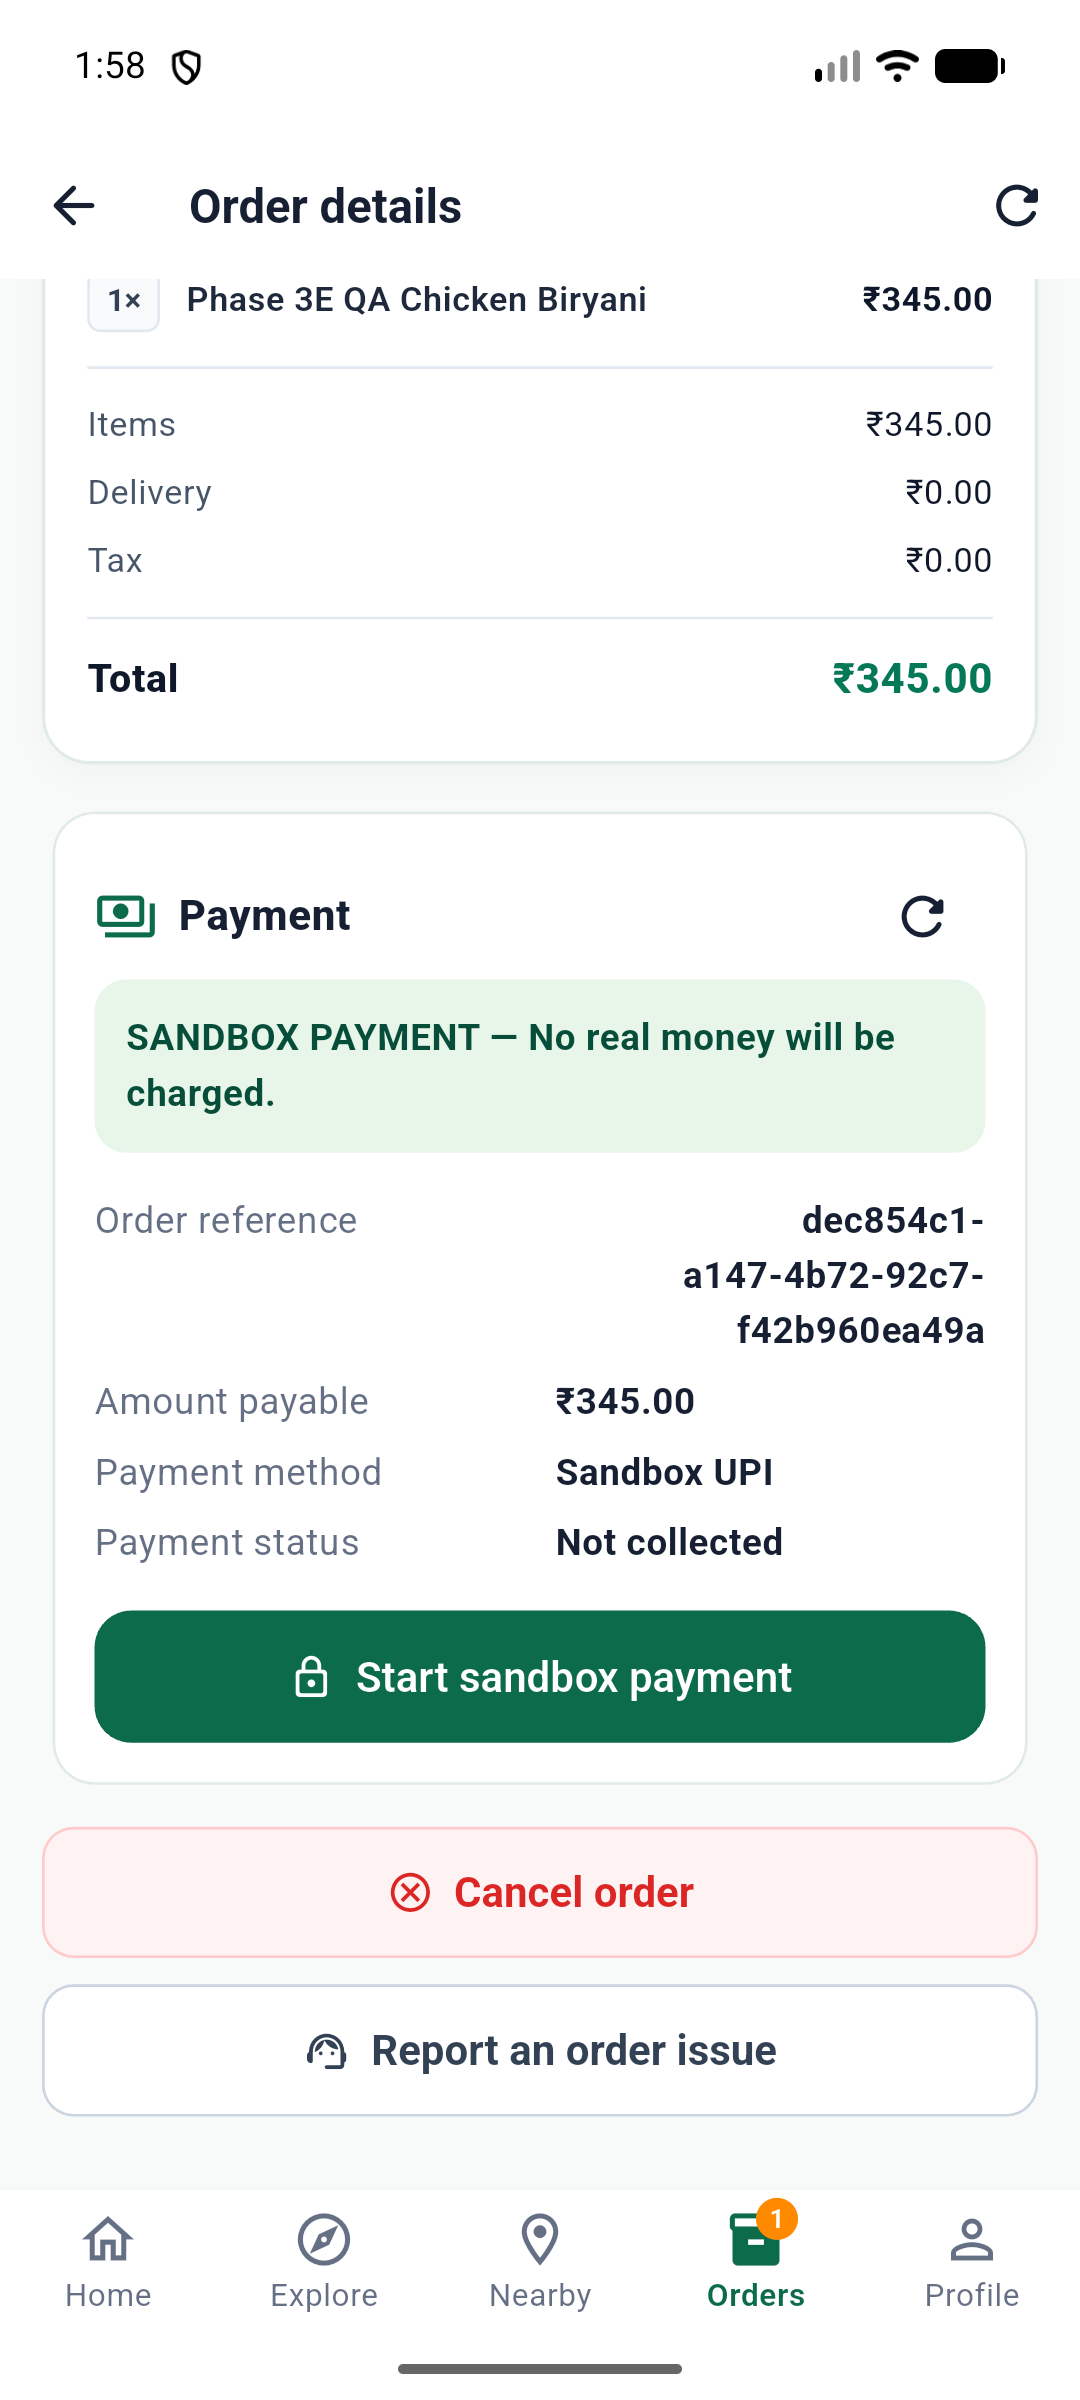 1:58
Order details
1× Phase 3E QA Chicken Biryani ₹345.00
Items ₹345.00
Delivery ₹0.00
Tax ₹0.00
Total ₹345.00
Payment
SANDBOX PAYMENT — No real money will be
charged.
Order reference dec854c1-
a147-4b72-92c7-
f42b960ea49a
Amount payable ₹345.00
Payment method Sandbox UPI
Payment status Not collected
Start sandbox payment
Cancel order
Report an order issue
1
Home Explore Nearby Orders Profile